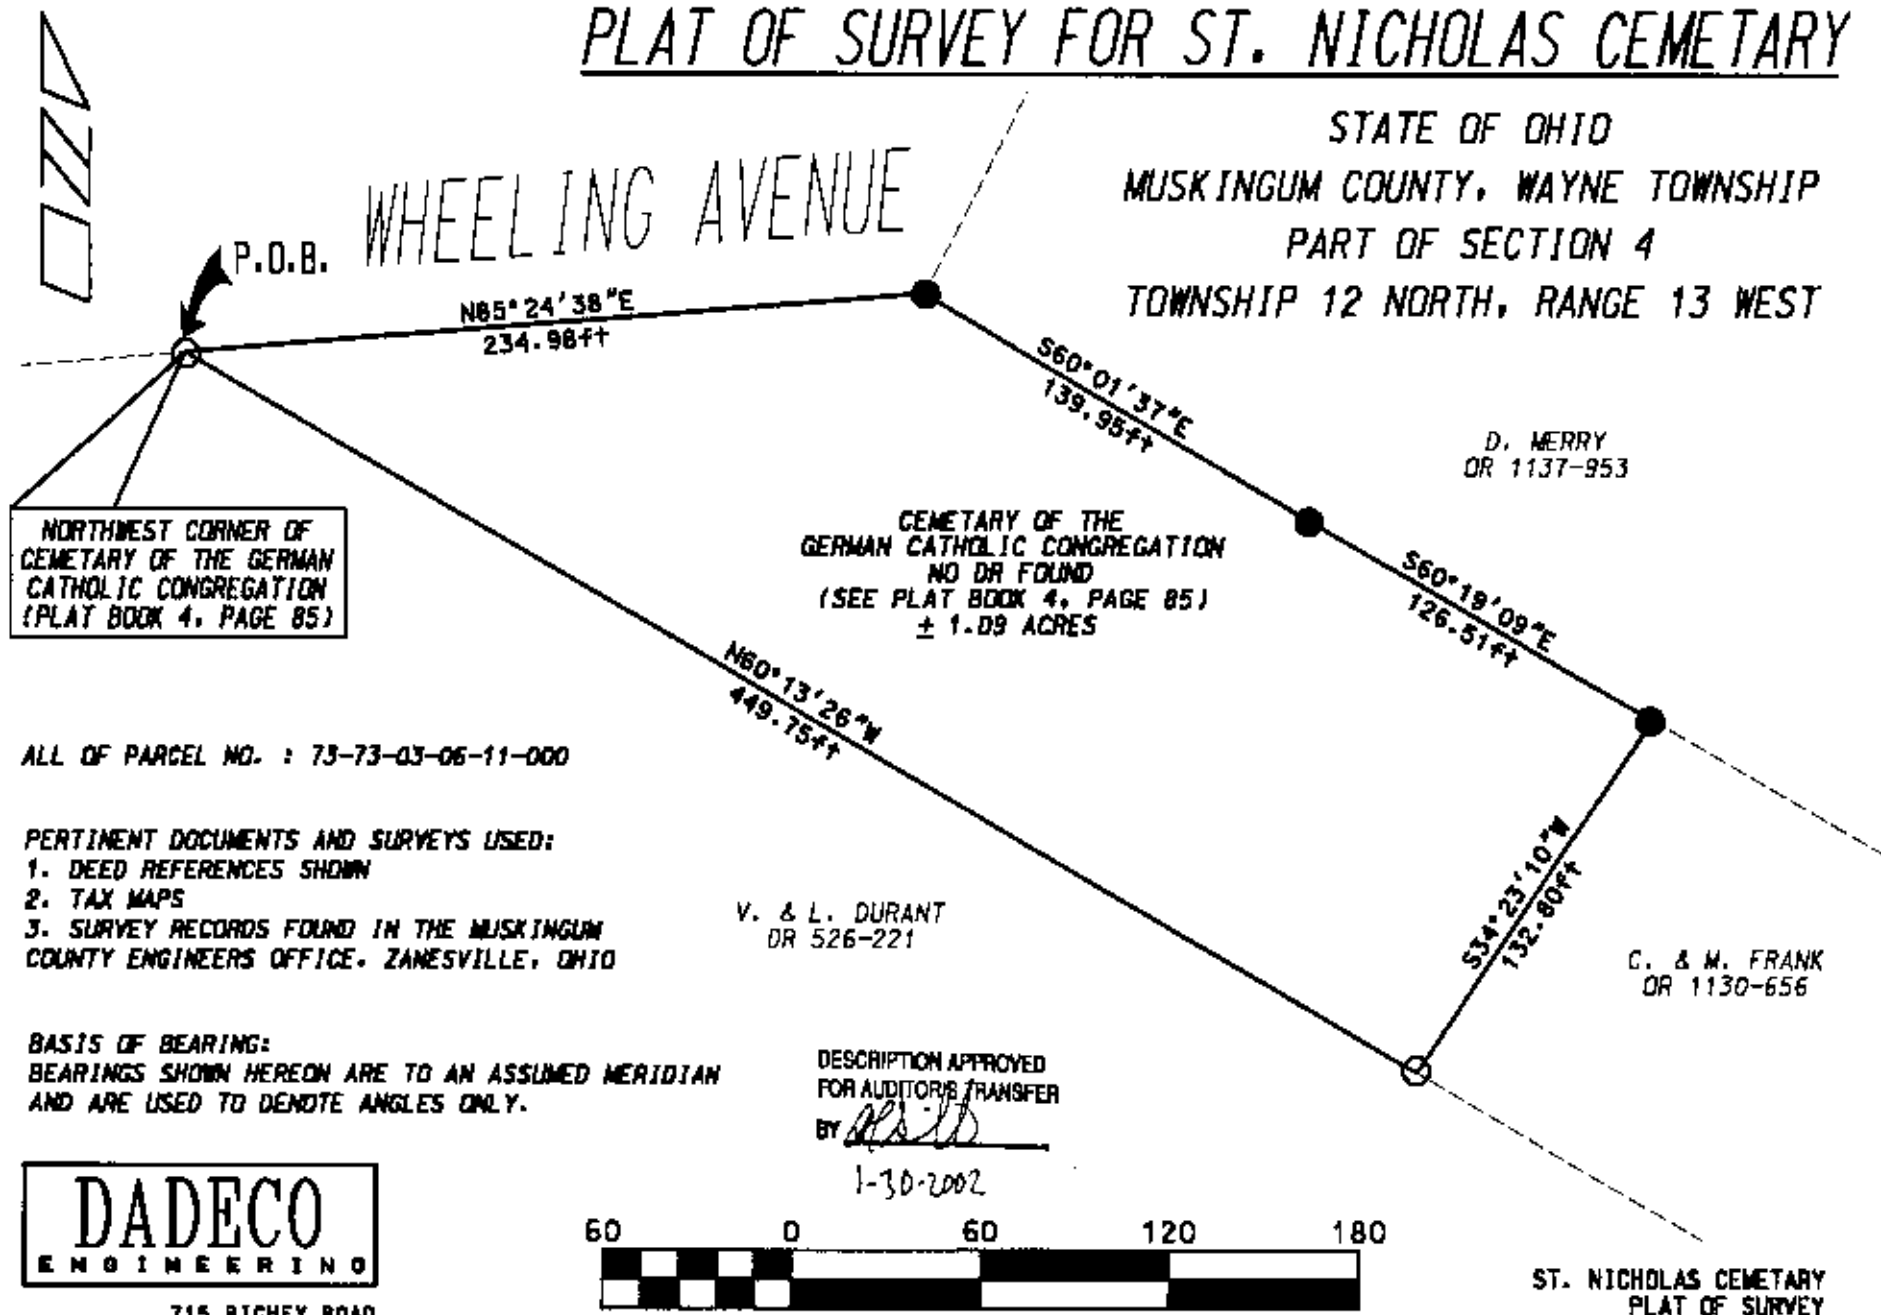 PLAT OF SURVEY FOR ST. NICHOLAS CEMETARY
STATE OF OHIO
MUSKINGUM COUNTY, WAYNE TOWNSHIP
PART OF SECTION 4
TOWNSHIP 12 NORTH, RANGE 13 WEST
WHEELING AVENUE
P.O.B.
N85°24'38"E
234.98ft
S60°01'37"E
139.95ft
D. MERRY
OR 1137-953
NORTHWEST CORNER OF
CEMETARY OF THE GERMAN
CATHOLIC CONGREGATION
(PLAT BOOK 4, PAGE 85)
CEMETARY OF THE
GERMAN CATHOLIC CONGREGATION
NO DR FOUND
(SEE PLAT BOOK 4, PAGE 85)
± 1.09 ACRES
S60°19'09"E
126.51ft
N60°13'26"W
449.75ft
ALL OF PARCEL NO. : 73-73-03-06-11-000
PERTINENT DOCUMENTS AND SURVEYS USED:
1. DEED REFERENCES SHOWN
2. TAX MAPS
3. SURVEY RECORDS FOUND IN THE MUSKINGUM
COUNTY ENGINEERS OFFICE, ZANESVILLE, OHIO
V. & L. DURANT
DR 526-221
S34°23'10"W
132.80ft
C. & M. FRANK
OR 1130-656
BASIS OF BEARING:
BEARINGS SHOWN HEREON ARE TO AN ASSUMED MERIDIAN
AND ARE USED TO DENOTE ANGLES ONLY.
DESCRIPTION APPROVED
FOR AUDITOR'S TRANSFER
BY
1-30-2002
DADECO
ENGINEERING
715 RICHEY ROAD
60 0 60 120 180
ST. NICHOLAS CEMETARY
PLAT OF SURVEY